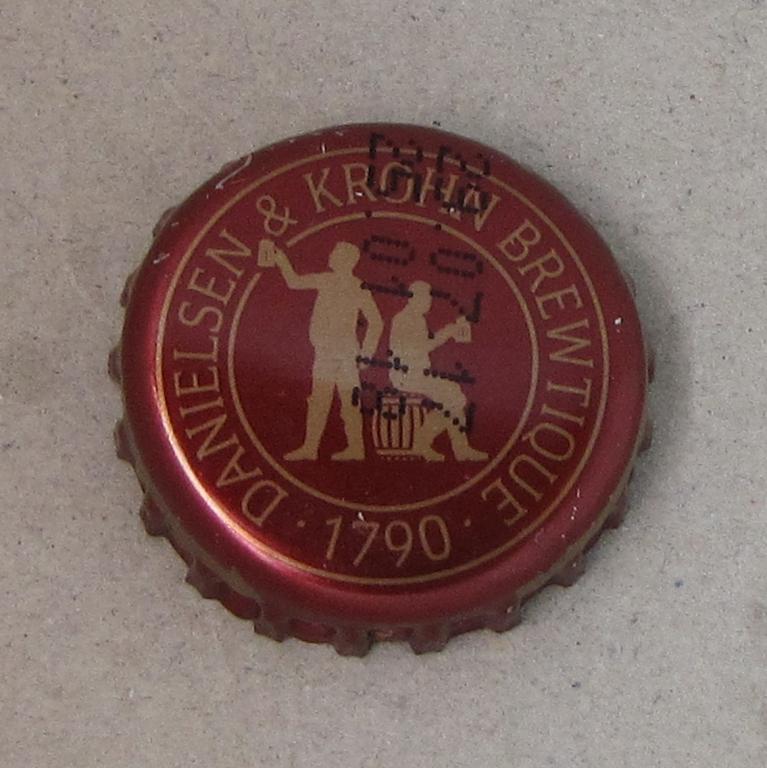 DANIELSEN & KROHN BREWTIQUE
· 1790 ·